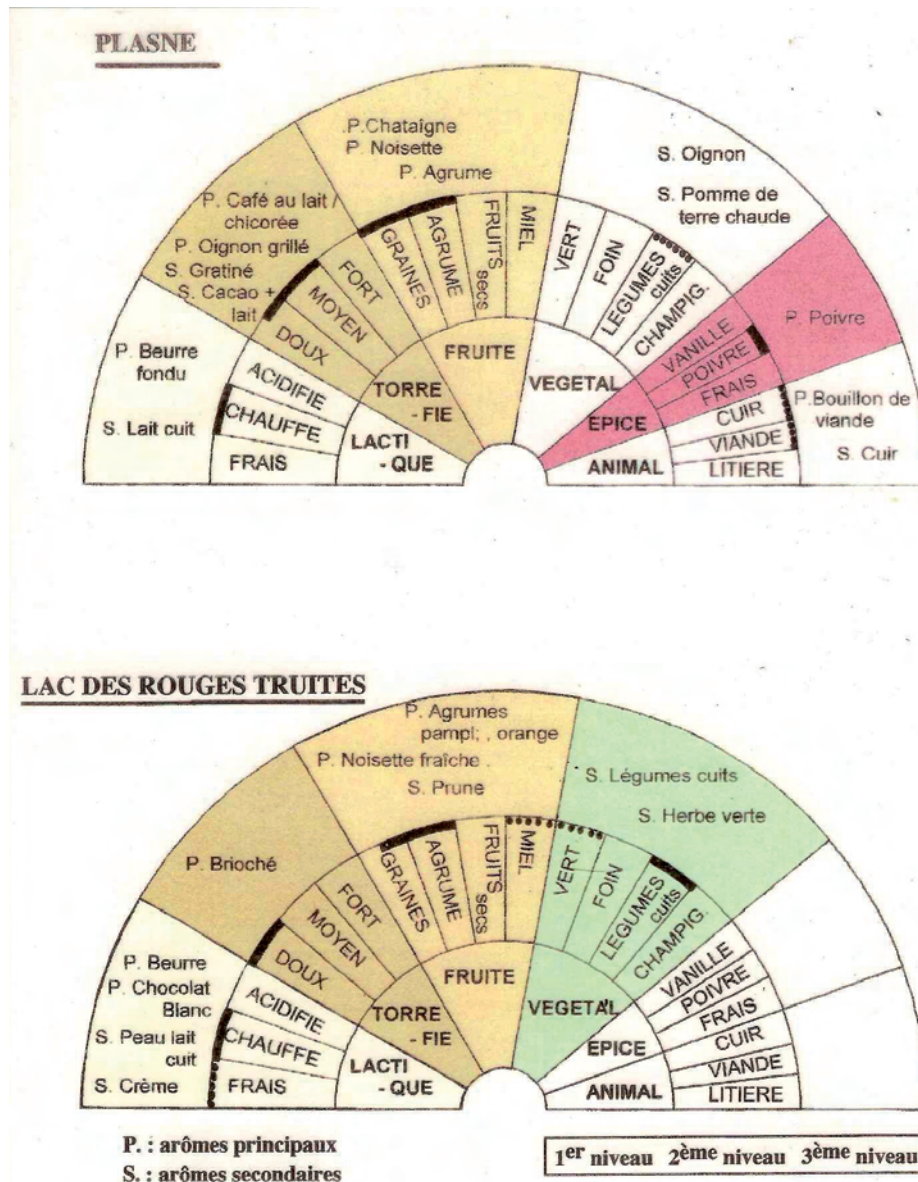 PLASNE
.P.Chataîgne
P. Noisette
P. Agrume
S. Oignon
S. Pomme de
terre chaude
P. Café au lait /
chicorée
P. Oignon grillé
S. Gratiné
S. Cacao +
lait
P. Poivre
P. Beurre
fondu
S. Lait cuit
P.Bouillon de
viande
S. Cuir
FRAIS
CHAUFFE
ACIDIFIE
DOUX
MOYEN
FORT
GRAINES
AGRUME
FRUITS
secs
MIEL
VERT
FOIN
LEGUMES
cuits
CHAMPIG.
VANILLE
POIVRE
FRAIS
CUIR
VIANDE
LITIERE
LACTI
- QUE
TORRE
- FIE
FRUITE
VEGETAL
EPICE
ANIMAL
LAC DES ROUGES TRUITES
P. Agrumes
pampl; , orange
P. Noisette fraîche .
S. Prune
S. Légumes cuits
S. Herbe verte
P. Brioché
P. Beurre
P. Chocolat
Blanc
S. Peau lait
cuit
S. Crème
FRAIS
CHAUFFE
ACIDIFIE
DOUX
MOYEN
FORT
GRAINES
AGRUME
FRUITS
secs
MIEL
VERT
FOIN
LEGUMES
cuits
CHAMPIG.
VANILLE
POIVRE
FRAIS
CUIR
VIANDE
LITIERE
LACTI
- QUE
TORRE
- FIE
FRUITE
VEGETAL
EPICE
ANIMAL
P. : arômes principaux
S. : arômes secondaires
1er niveau 2ème niveau 3ème niveau